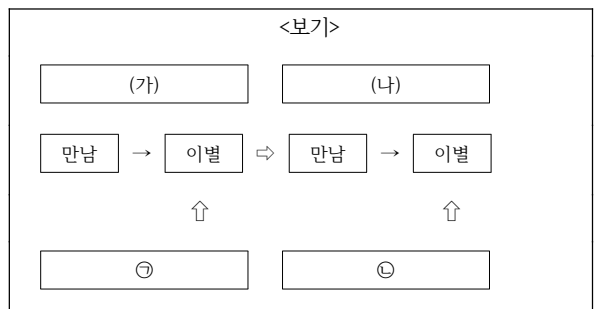 <보기>
(가) (나)
만남 → 이별 ⇨ 만남 → 이별
⇧ ⇧
㉠ ㉡